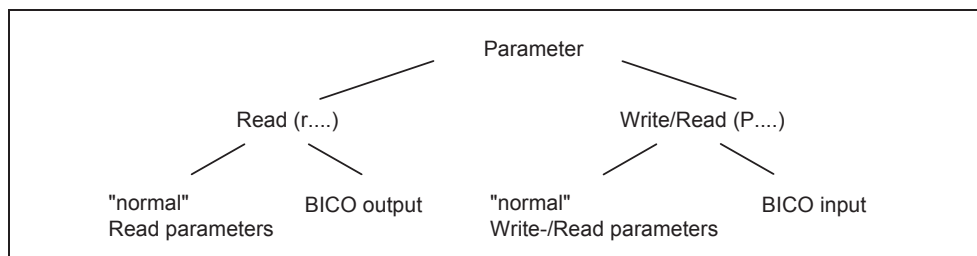 Parameter
Read (r....)
Write/Read (P....)
"normal"
Read parameters
BICO output
"normal"
Write-/Read parameters
BICO input